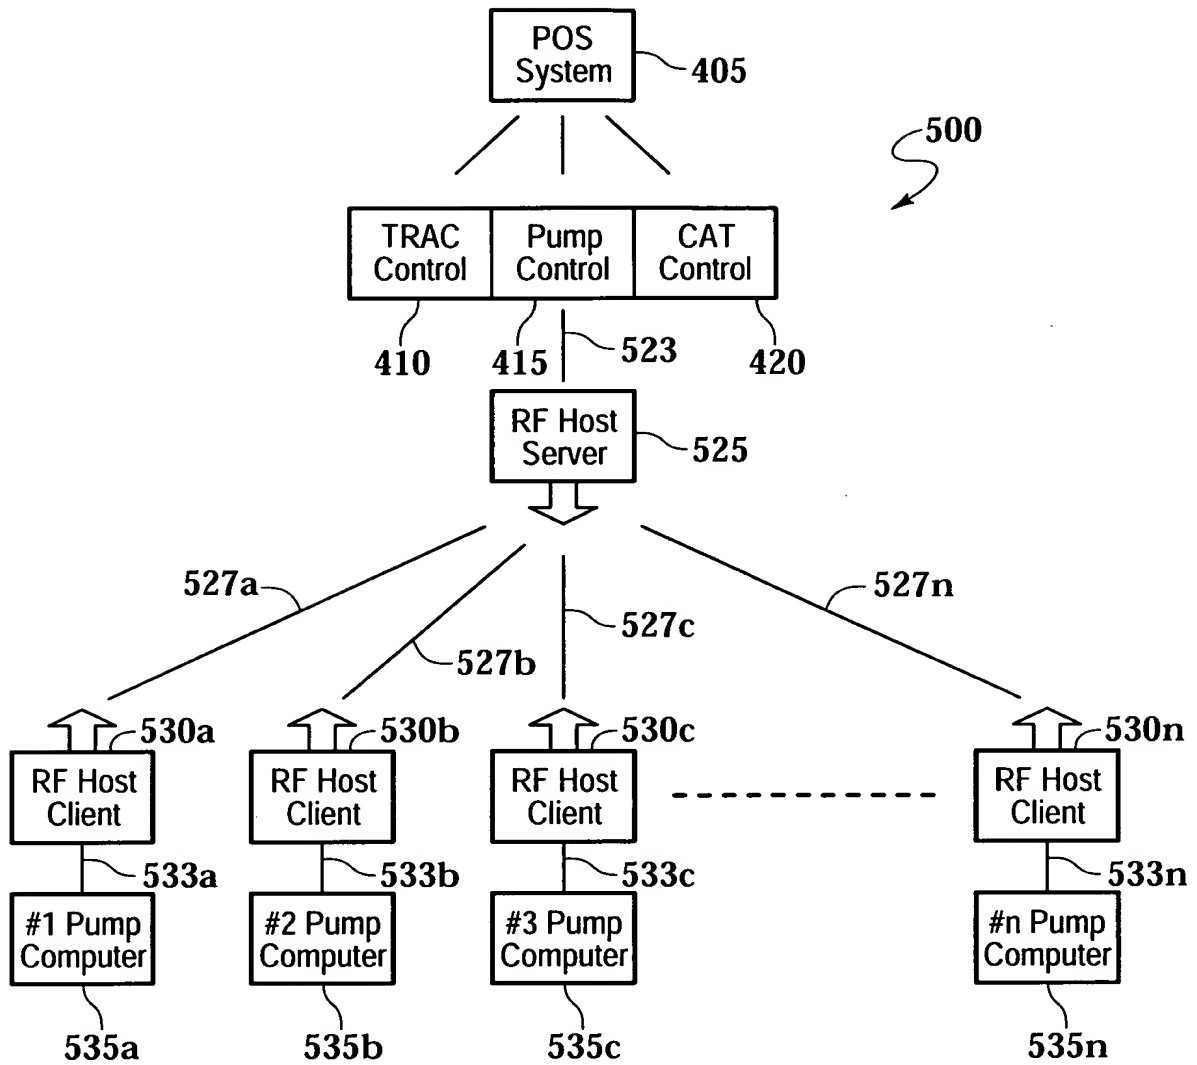 POS
System
405
500
TRAC
Control
Pump
Control
CAT
Control
410
415
523
420
RF Host
Server
525
527a
527n
527c
527b
530a
530b
530c
530n
RF Host
Client
RF Host
Client
RF Host
Client
RF Host
Client
533a
533b
533c
533n
#1 Pump
Computer
#2 Pump
Computer
#3 Pump
Computer
#n Pump
Computer
535a
535b
535c
535n